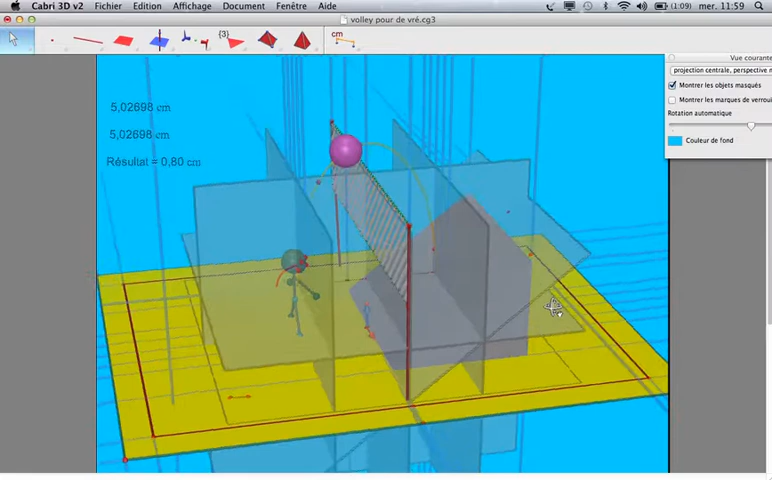 Cabri 3D v2 Fichier Edition Affichage Document Fenêtre Aide (1:09) mer. 11:59
volley pour de vré.cg3
{3} cm
Vue courante
projection centrale, perspective
Montrer les objets masqués
Montrer les marques de
Rotation automatique
Couleur de fond
5,02698 cm
5,02698 cm
Résultat = 0,80 cm